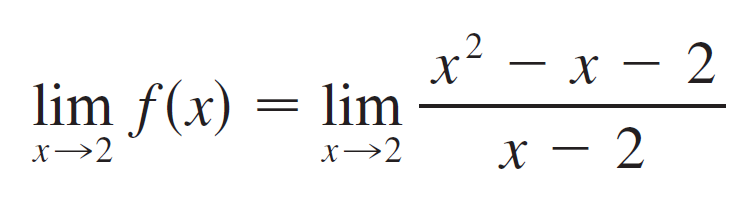 lim x→2 f(x) = lim x→2 (x² − x − 2)/(x − 2)